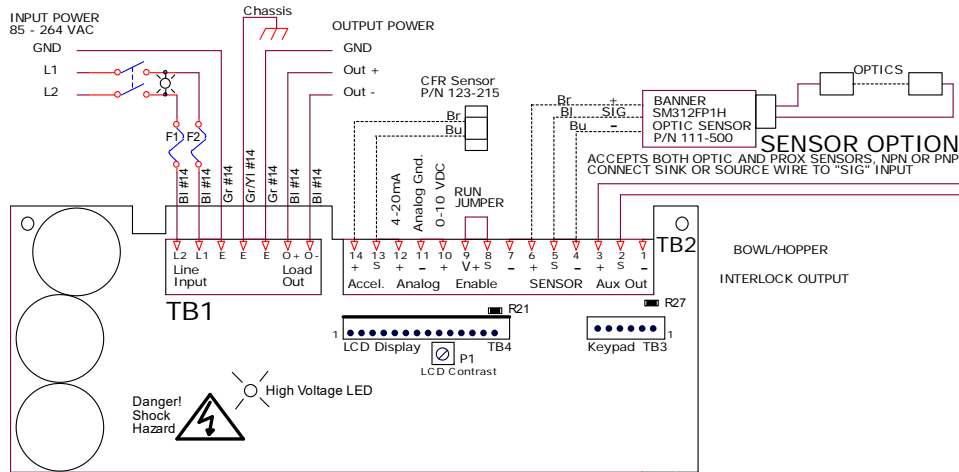 INPUT POWER
85 - 264 VAC
GND
L1
L2
Chassis
OUTPUT POWER
GND
Out +
Out -
CFR Sensor
P/N 123-215
Br
Bu
Br +
Bl SIG
Bu -
BANNER
SM312FP1H
OPTIC SENSOR
P/N 111-500
OPTICS
SENSOR OPTION
ACCEPTS BOTH OPTIC AND PROX SENSORS, NPN OR PNP
CONNECT SINK OR SOURCE WIRE TO "SIG" INPUT
F1 F2
Bl #14
Bl #14
Gr #14
Gr/Yl #14
Gr #14
Bl #14
Bl #14
4-20mA
Analog Gnd.
0-10 VDC
RUN
JUMPER
L2 L1 E E E O+ O-
Line
Input
Load
Out
TB1
14 13 12 11 10 9 8 7 6 5 4 3 2 1
+ S + - + V+ S - + S - + S -
Accel. Analog Enable SENSOR Aux Out
TB2
BOWL/HOPPER
INTERLOCK OUTPUT
R21
R27
1
LCD Display TB4
P1
LCD Contrast
1
Keypad TB3
High Voltage LED
Danger!
Shock
Hazard